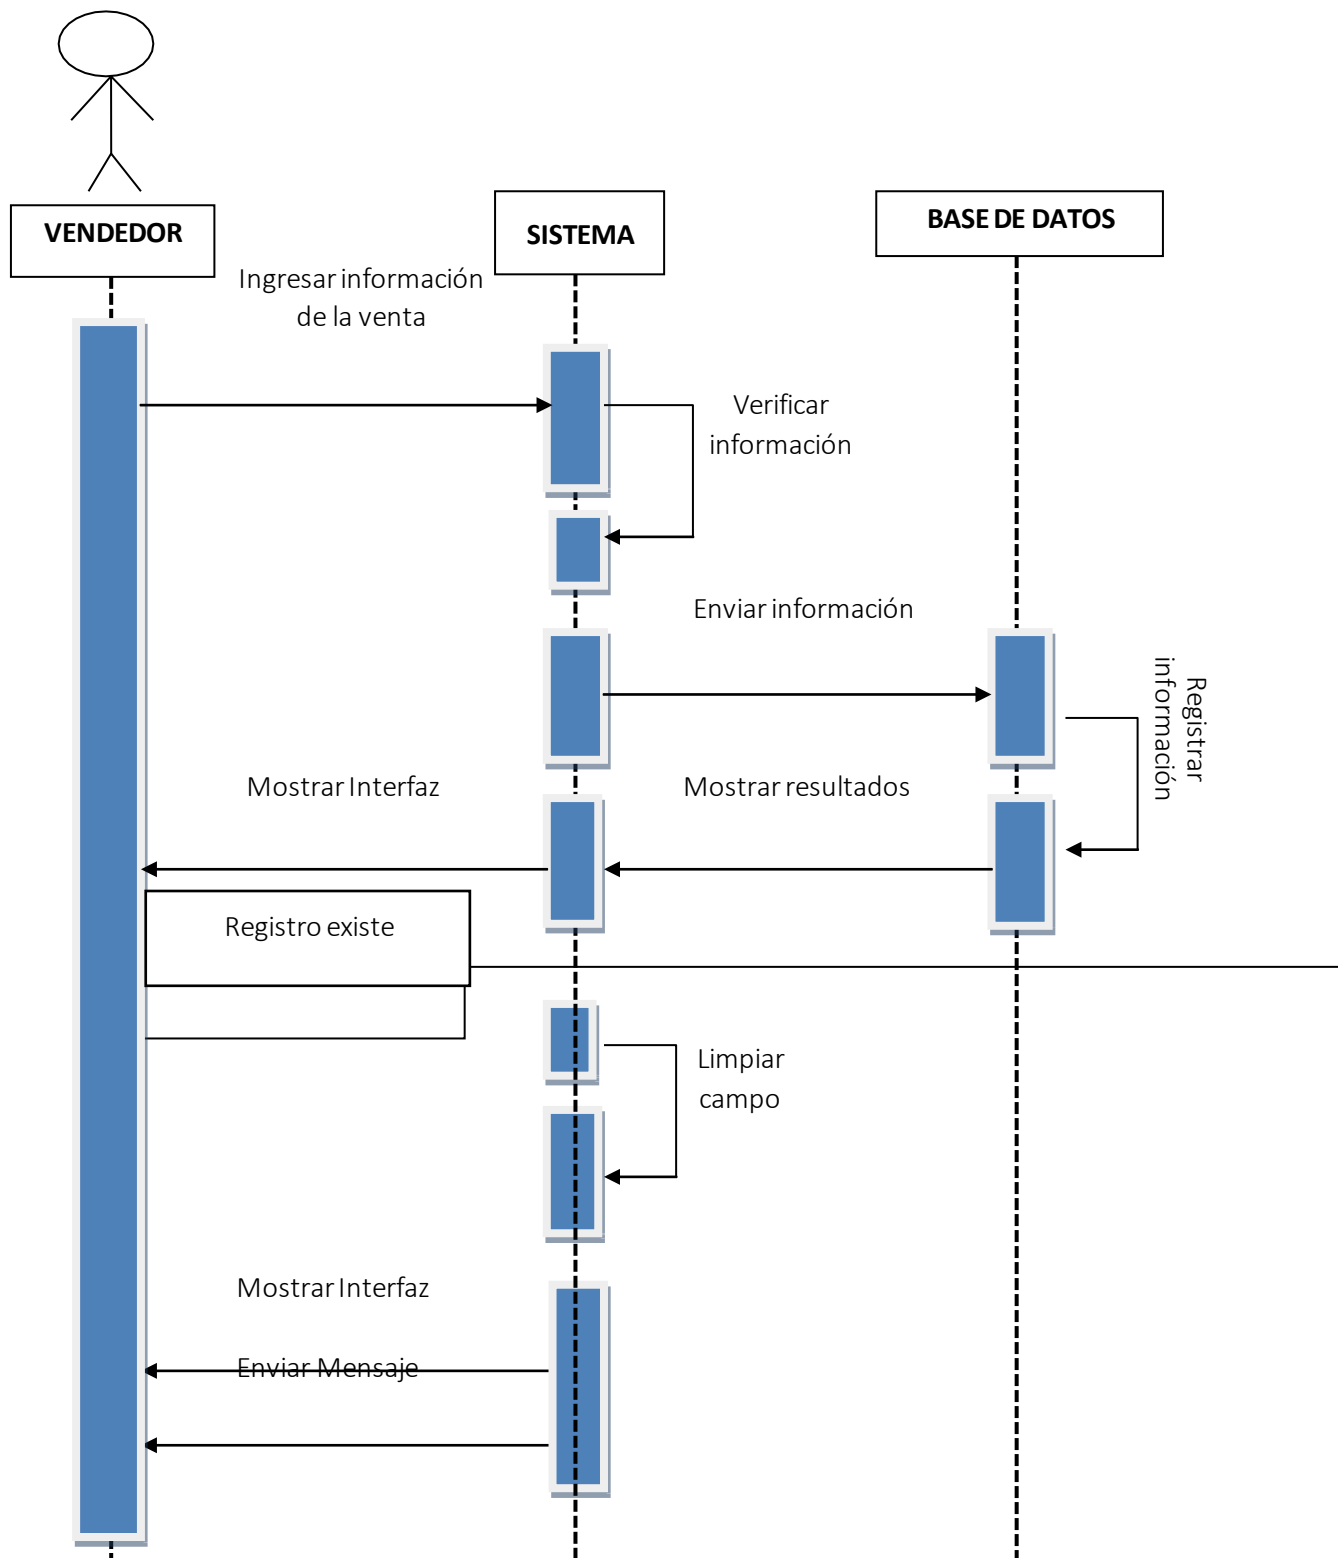 VENDEDOR
SISTEMA
BASE DE DATOS
Ingresar información
de la venta
Verificar
información
Enviar información
Registrar
información
Mostrar Interfaz
Mostrar resultados
Registro existe
Limpiar
campo
Mostrar Interfaz
Enviar Mensaje